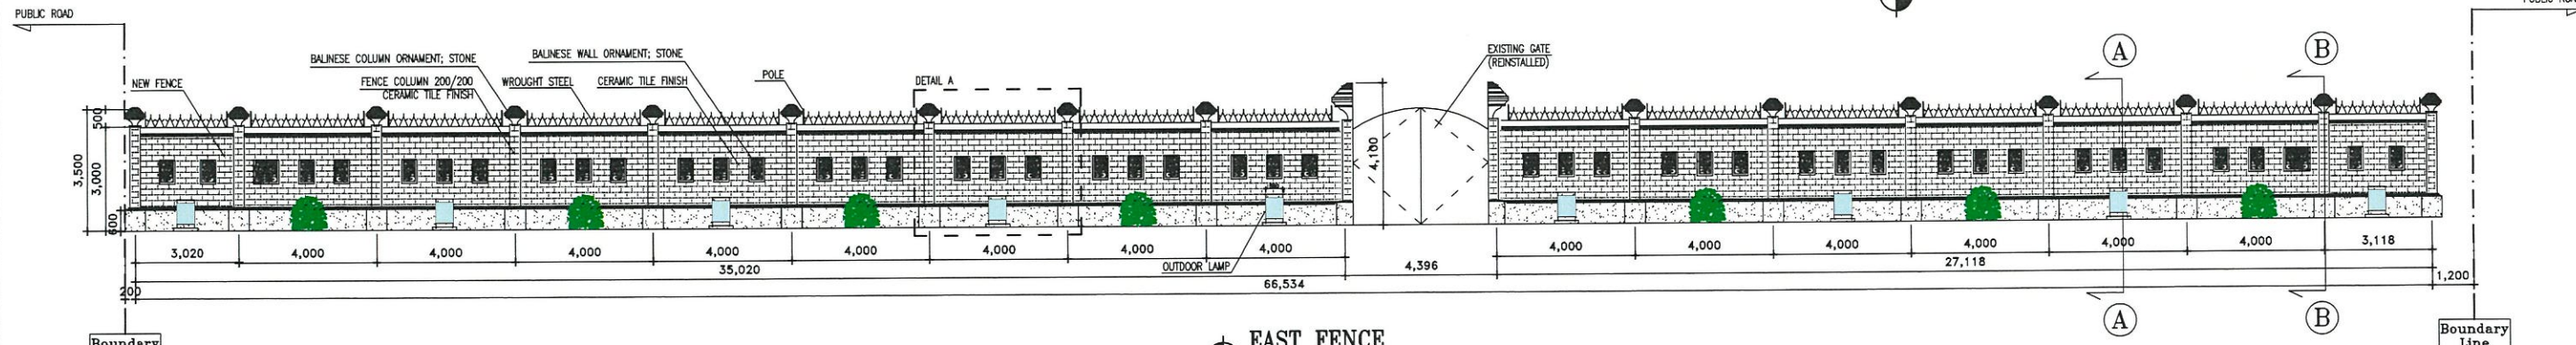 PUBLIC ROAD
A
B
EXISTING GATE
(REINSTALLED)
BALINESE COLUMN ORNAMENT; STONE
BALINESE WALL ORNAMENT; STONE
NEW FENCE
FENCE COLUMN 200/200
CERAMIC TILE FINISH
WROUGHT STEEL
CERAMIC TILE FINISH
POLE
DETAIL A
500
3,500
3,000
600
4,100
3,020
4,000
4,000
4,000
4,000
4,000
4,000
4,000
4,000
4,000
4,000
4,000
4,000
4,000
4,000
3,118
35,020
OUTDOOR LAMP
4,396
27,118
1,200
66,534
200
A
B
Boundary
EAST FENCE
Boundary
Line